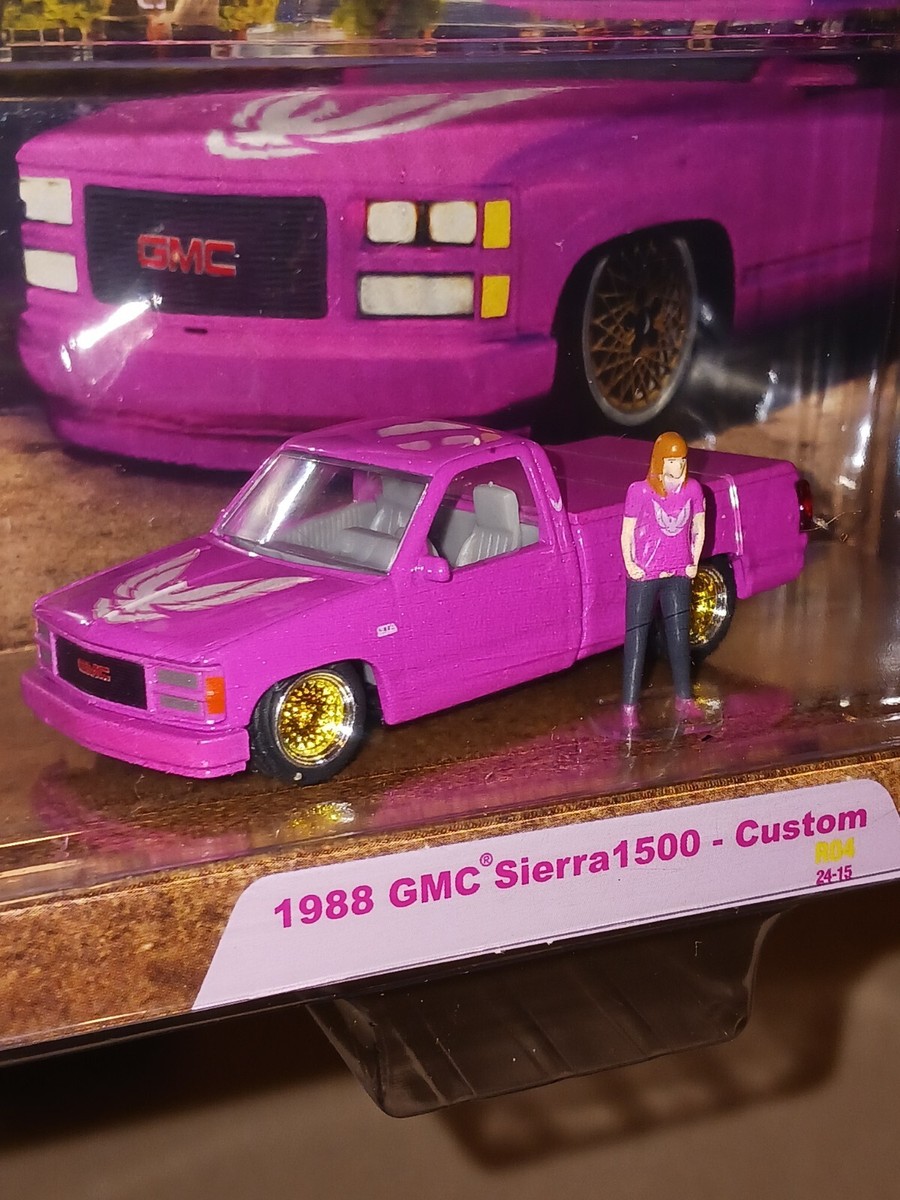 GMC
GMC
1988 GMC® Sierra1500 - Custom
R04
24-15